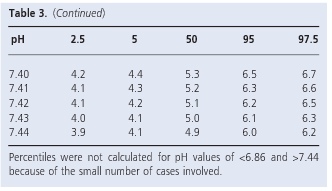 Table 3. (Continued)
pH 2.5 5 50 95 97.5
7.40 4.2 4.4 5.3 6.5 6.7
7.41 4.1 4.3 5.2 6.3 6.6
7.42 4.1 4.2 5.1 6.2 6.5
7.43 4.0 4.1 5.0 6.1 6.3
7.44 3.9 4.1 4.9 6.0 6.2
Percentiles were not calculated for pH values of <6.86 and >7.44
because of the small number of cases involved.